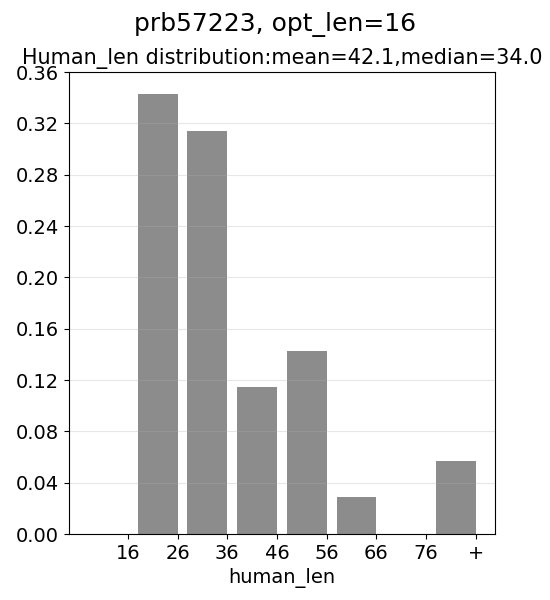 prb57223, opt_len=16
Human_len distribution:mean=42.1,median=34.0
0.36
0.32
0.28
0.24
0.20
0.16
0.12
0.08
0.04
0.00
16 26 36 46 56 66 76 +
human_len